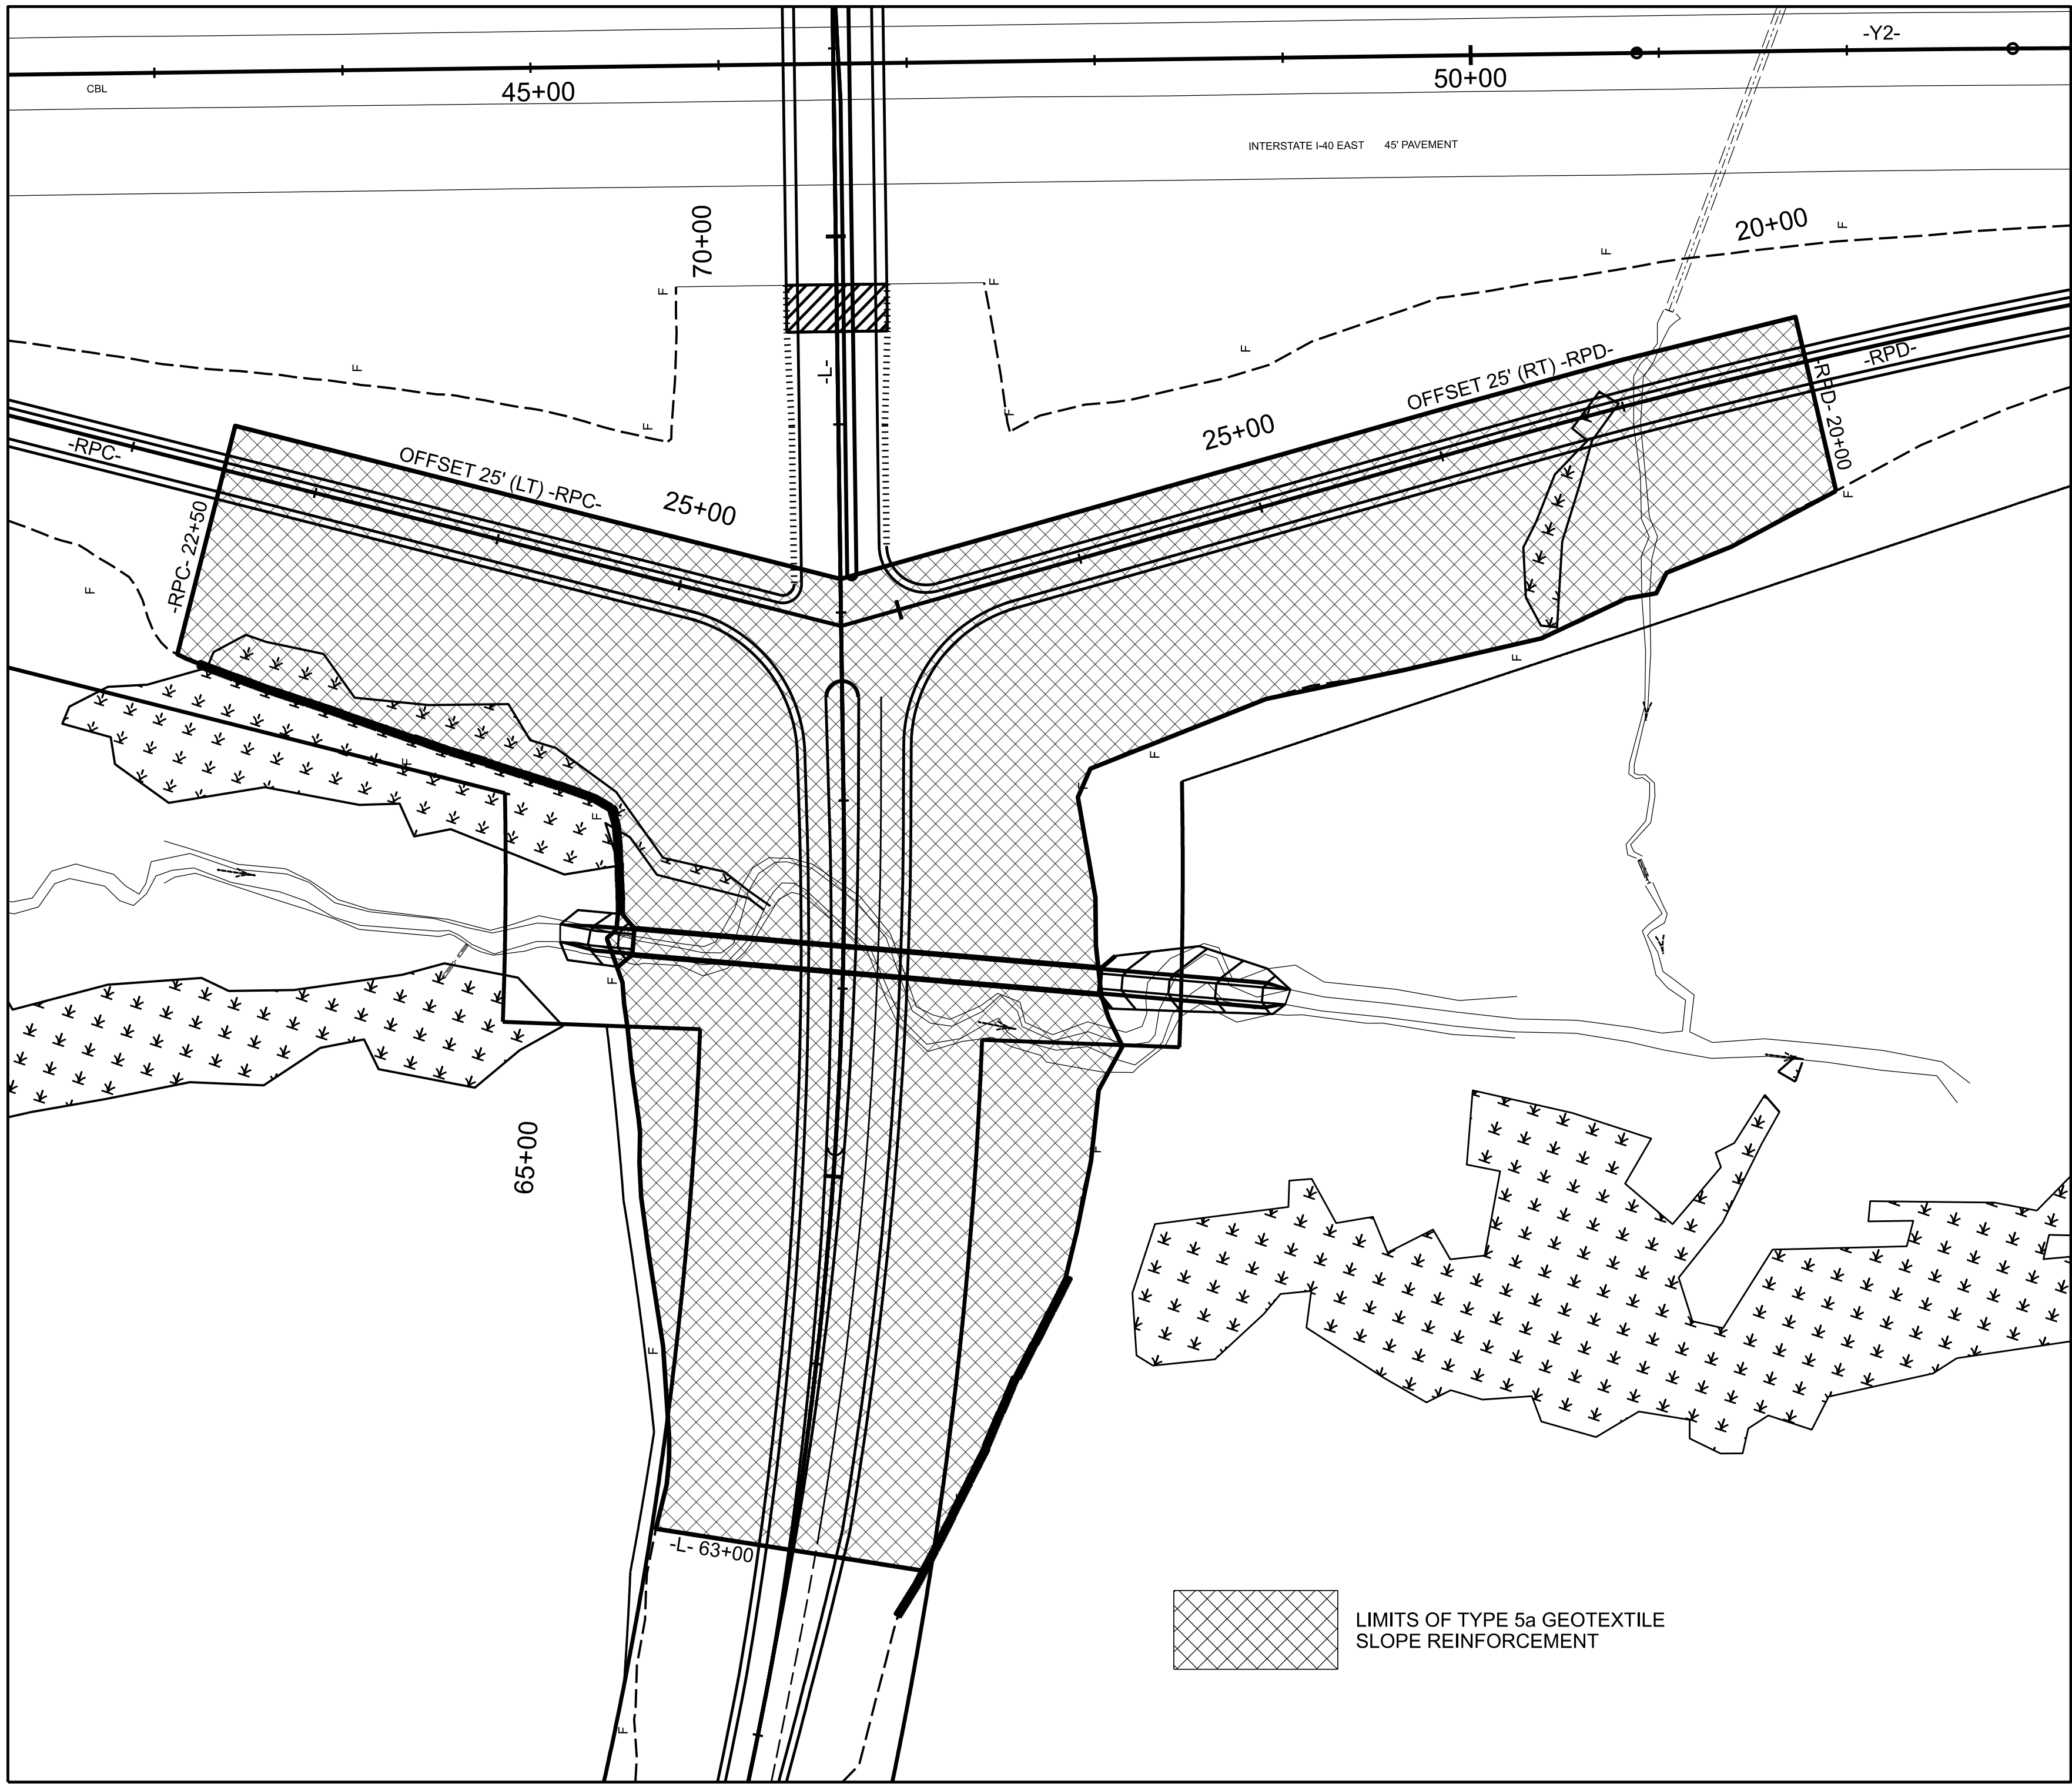 -Y2-
CBL
45+00
50+00
INTERSTATE I-40 EAST 45' PAVEMENT
70+00
20+00
F
F
F
F
-L-
F
F
F
F
OFFSET 25' (RT) -RPD-
-RPD-
-RPD- 20+00
-RPC-
OFFSET 25' (LT) -RPC-
25+00
25+00
-RPC- 22+50
F
F
F
F
F
F
F
F
65+00
F
F
-L- 63+00
F
LIMITS OF TYPE 5a GEOTEXTILE
SLOPE REINFORCEMENT